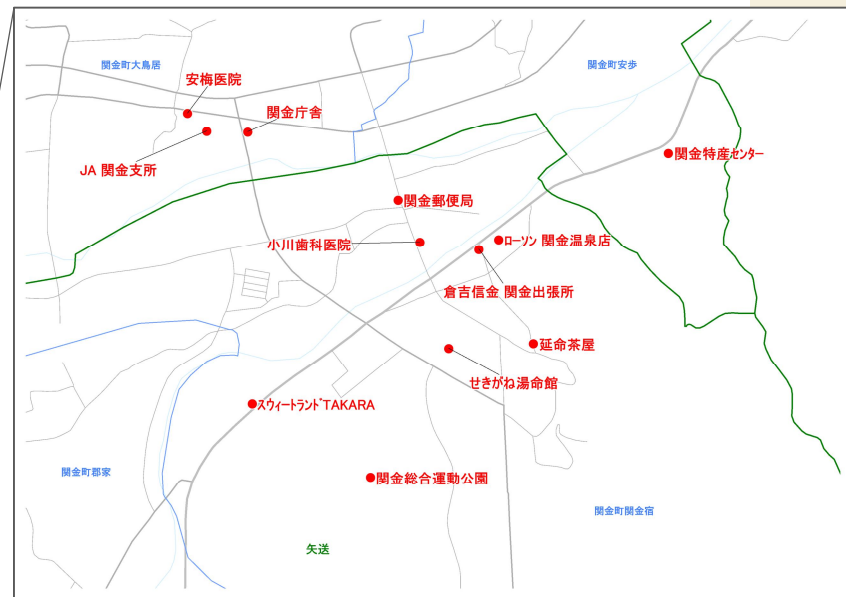 関金町大鳥居
関金町安歩
安梅医院
関金庁舎
JA 関金支所
関金特産センター
関金郵便局
小川歯科医院
ローソン 関金温泉店
倉吉信金 関金出張所
延命茶屋
せきがね湯命館
スウィートランドTAKARA
関金町郡家
関金総合運動公園
関金町関金宿
矢送